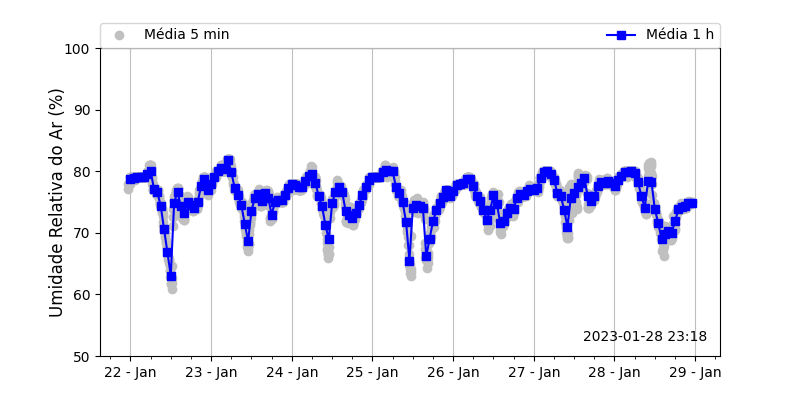 Média 5 min
Média 1 h
Umidade Relativa do Ar (%)
100
90
80
70
60
50
2023-01-28 23:18
22 - Jan
23 - Jan
24 - Jan
25 - Jan
26 - Jan
27 - Jan
28 - Jan
29 - Jan